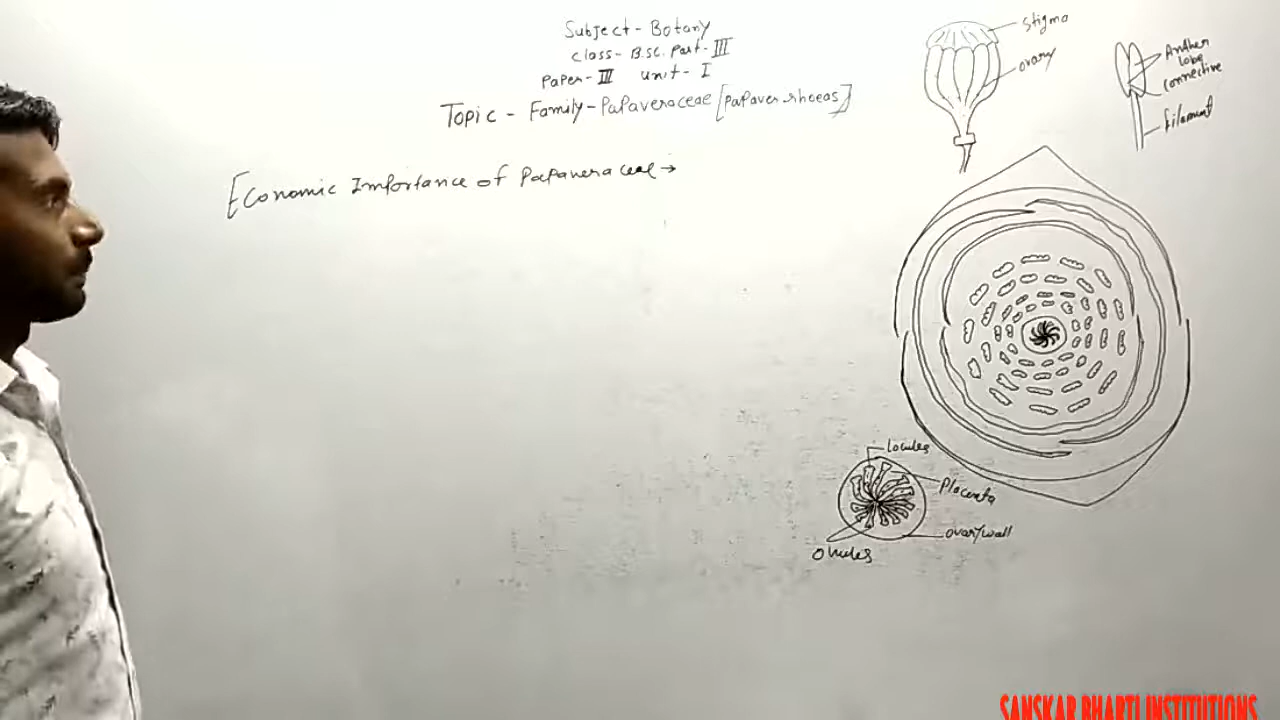 Subject- Botany
Class- B.Sc. Part-III
Paper-III Unit-I
Topic - Family-Papaveraceae [Papaver rhoeas]
Economic Importance of Papaveraceae →
Stigma
ovary
Anther
lobe
connective
filament
Locules
Placenta
ovary wall
Ovules
SANSKAR BHARTI INSTITUTIONS